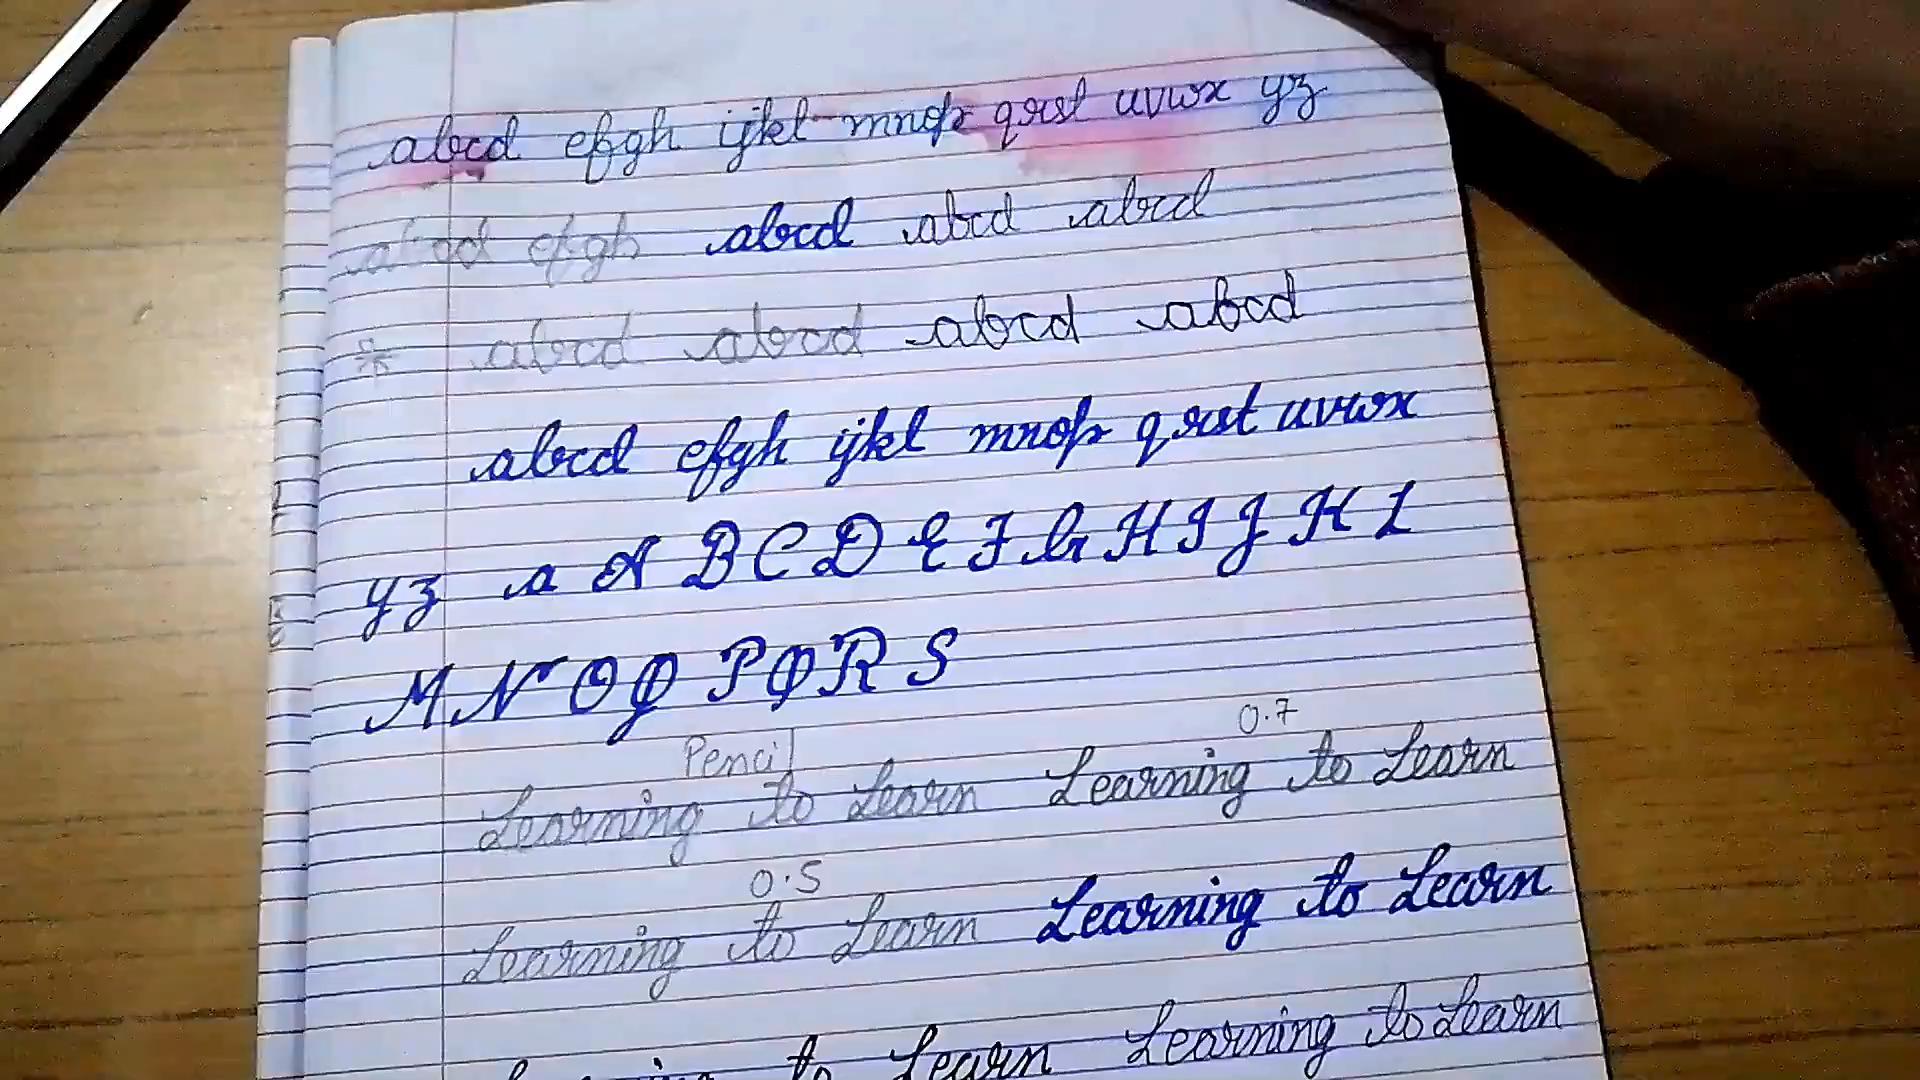 abcd efgh ijkl mnop qrst uvwx yz
abcd efgh abcd abcd abcd
abcd abcd abcd abcd
abcd efgh ijkl mnop qrst uvwx
yz a A B C D E F G H I J K L
M N O Q P Q R S
Pencil 0.7
Learning to Learn Learning to Learn
0.5
Learning to Learn Learning to Learn
to Learn Learning to Learn